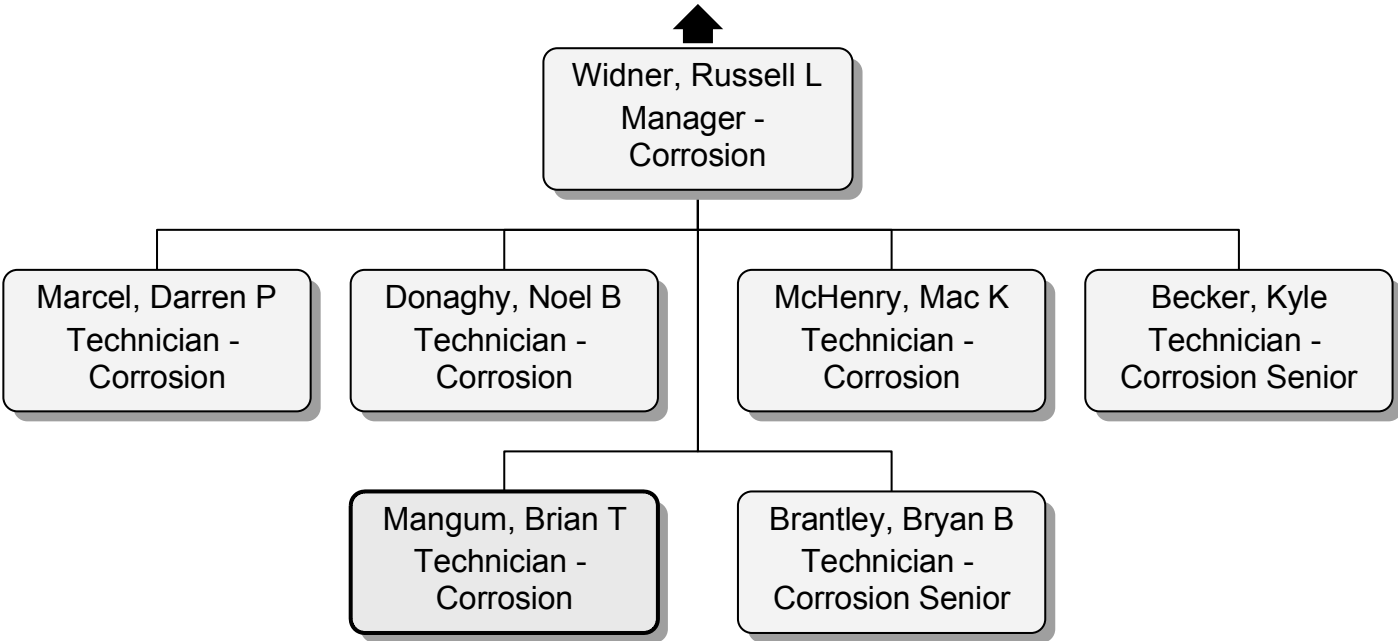 Widner, Russell L
Manager -
Corrosion
Marcel, Darren P
Technician -
Corrosion
Donaghy, Noel B
Technician -
Corrosion
McHenry, Mac K
Technician -
Corrosion
Becker, Kyle
Technician -
Corrosion Senior
Mangum, Brian T
Technician -
Corrosion
Brantley, Bryan B
Technician -
Corrosion Senior